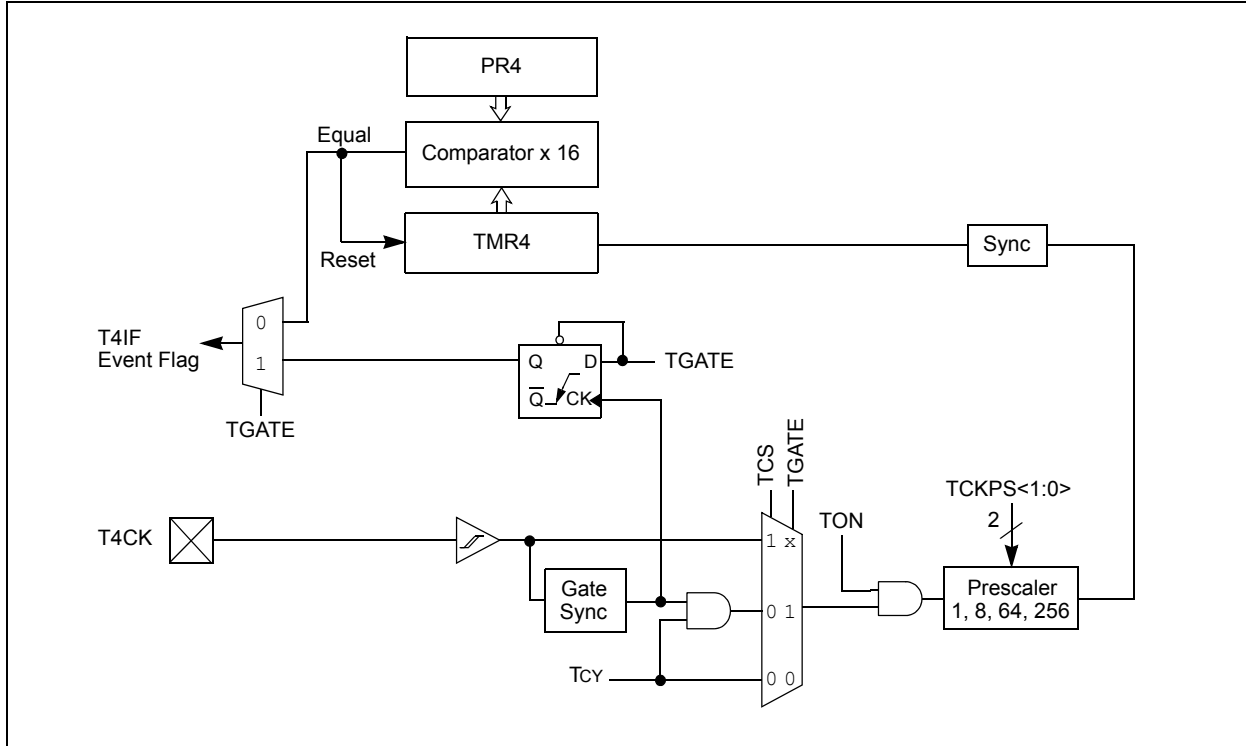 PR4
Equal
Comparator x 16
Reset
TMR4
Sync
0
T4IF
Event Flag
1
Q
D
TGATE
Q
CK
TGATE
TCS
TGATE
TCKPS<1:0>
2
T4CK
TON
1 x
Gate
Sync
0 1
Prescaler
1, 8, 64, 256
TCY
0 0